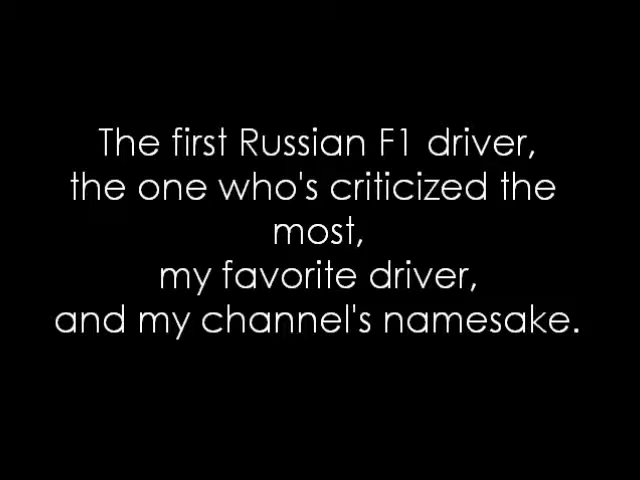 The first Russian F1 driver,
the one who's criticized the
most,
my favorite driver,
and my channel's namesake.